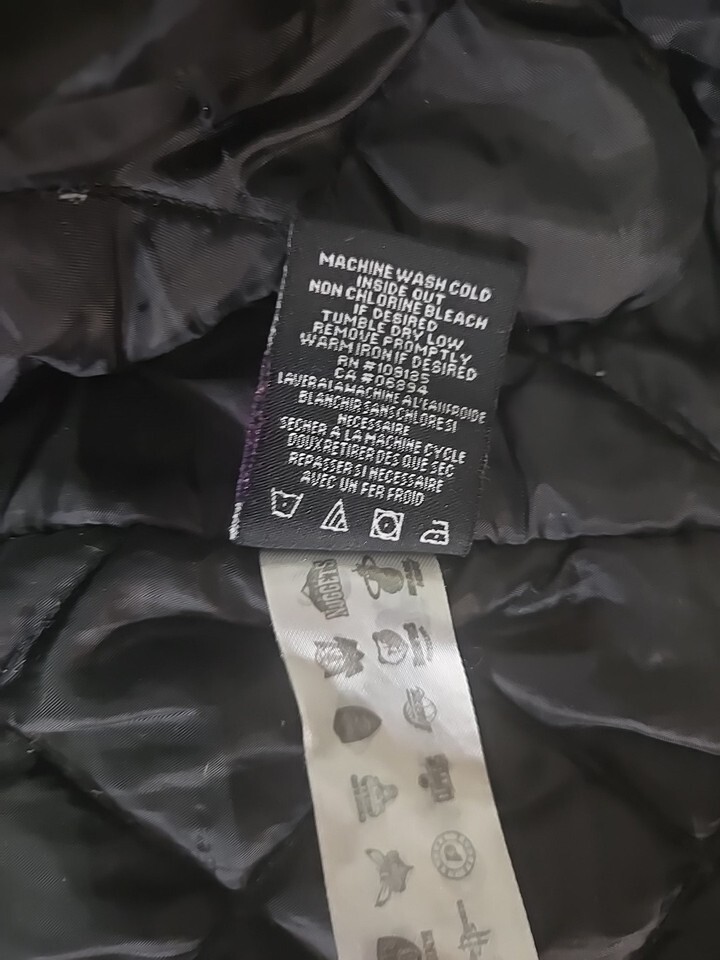 MACHINE WASH COLD
INSIDE OUT
NON CHLORINE BLEACH
IF DESIRED
TUMBLE DRY LOW
REMOVE PROMPTLY
WARM IRON IF DESIRED
RN #109185
CA #06894
LAVER A LA MACHINE A L'EAU FROIDE
BLANCHIR SANS CHLORE SI
NECESSAIRE
SECHER À LA MACHINE CYCLE
DOUX RETIRER DES QUE SEC
REPASSER SI NECESSAIRE
AVEC UN FER FROID
NUGGETS